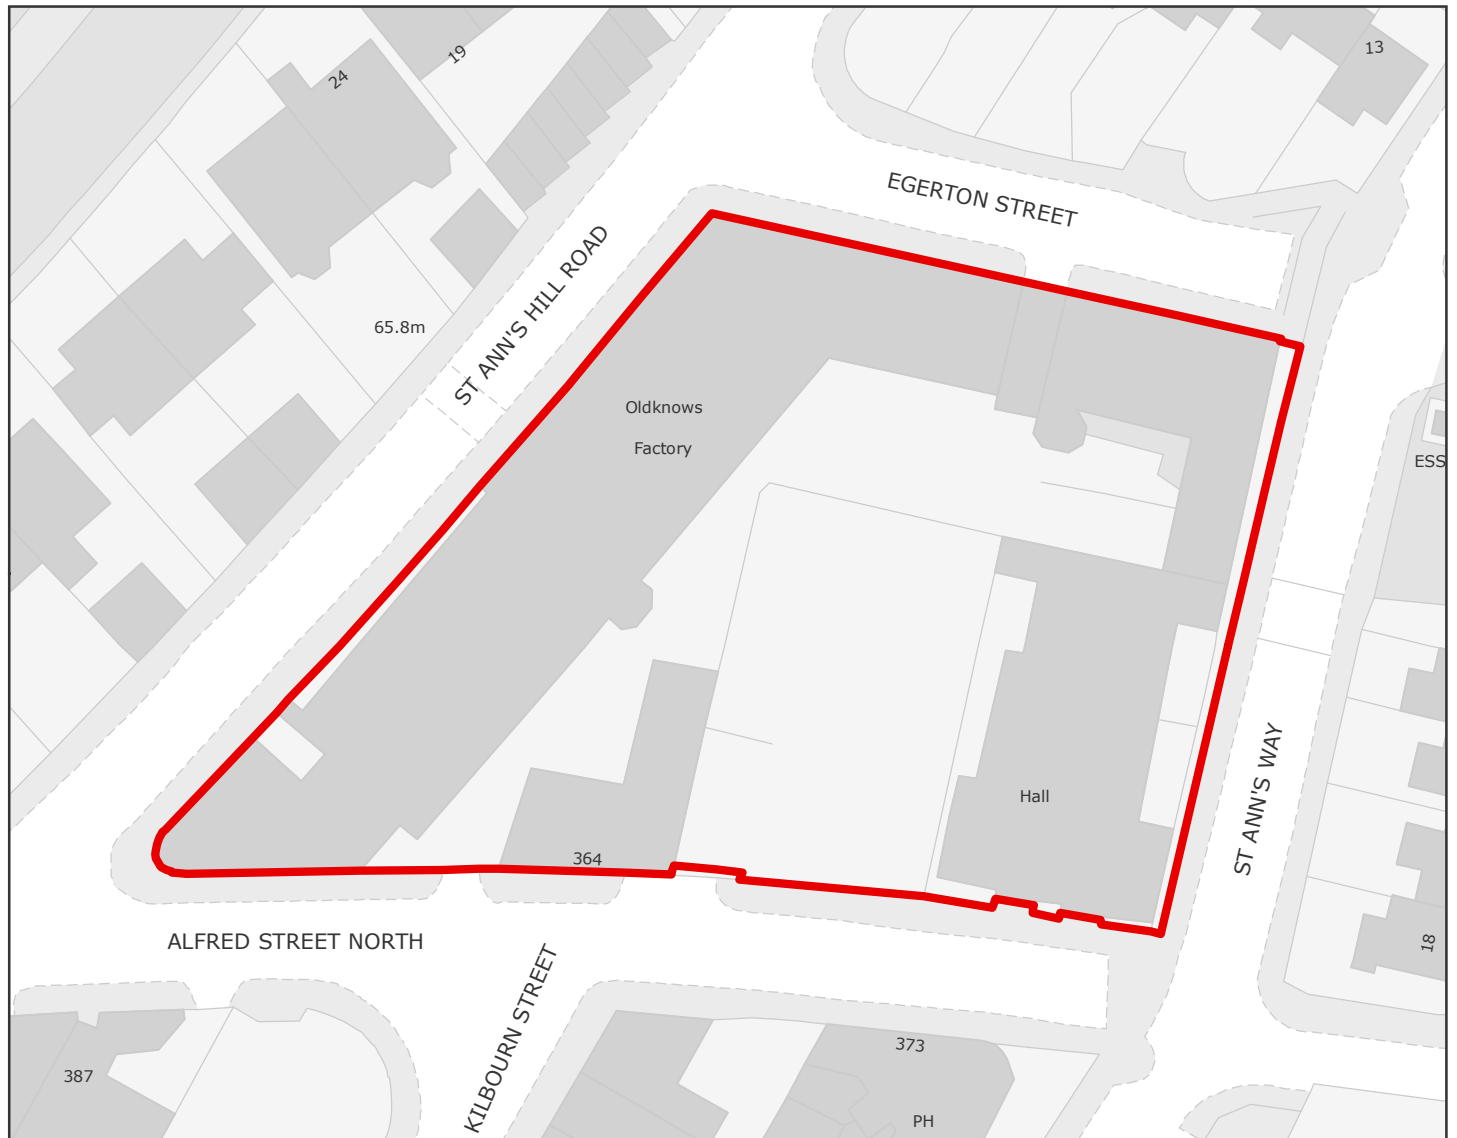 19
24
13
EGERTON STREET
ST ANN'S HILL ROAD
65.8m
Oldknows
Factory
ESS
Hall
ST ANN'S WAY
364
ALFRED STREET NORTH
KILBOURN STREET
18
373
387
PH